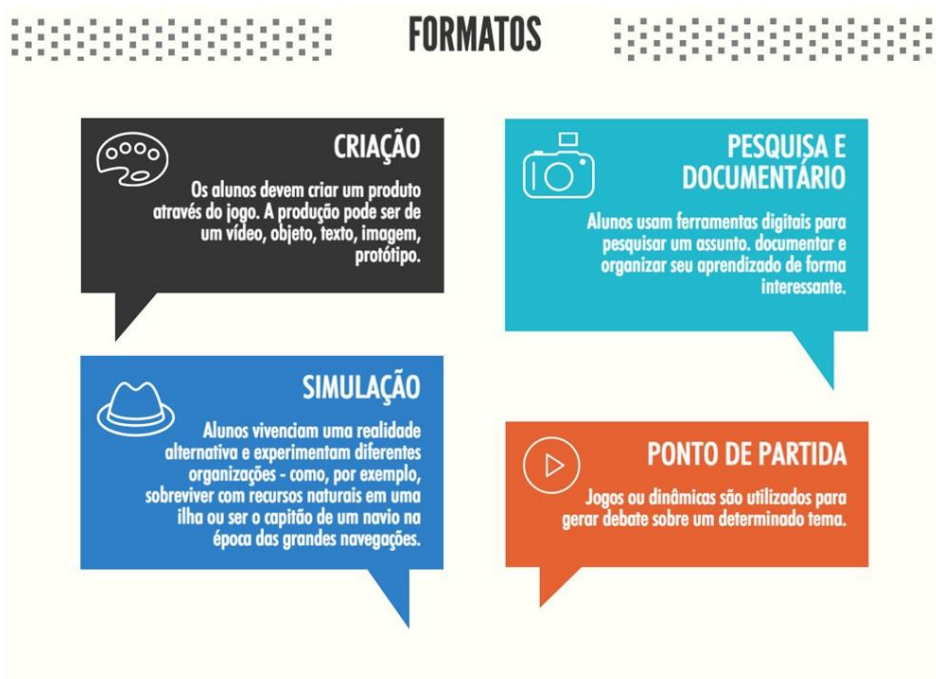 FORMATOS
CRIAÇÃO
Os alunos devem criar um produto
através do jogo. A produção pode ser de
um vídeo, objeto, texto, imagem,
protótipo.
PESQUISA E
DOCUMENTÁRIO
Alunos usam ferramentas digitais para
pesquisar um assunto. documentar e
organizar seu aprendizado de forma
interessante.
SIMULAÇÃO
Alunos vivenciam uma realidade
alternativa e experimentam diferentes
organizações - como, por exemplo,
sobreviver com recursos naturais em uma
ilha ou ser o capitão de um navio na
época das grandes navegações.
PONTO DE PARTIDA
Jogos ou dinâmicas são utilizados para
gerar debate sobre um determinado tema.